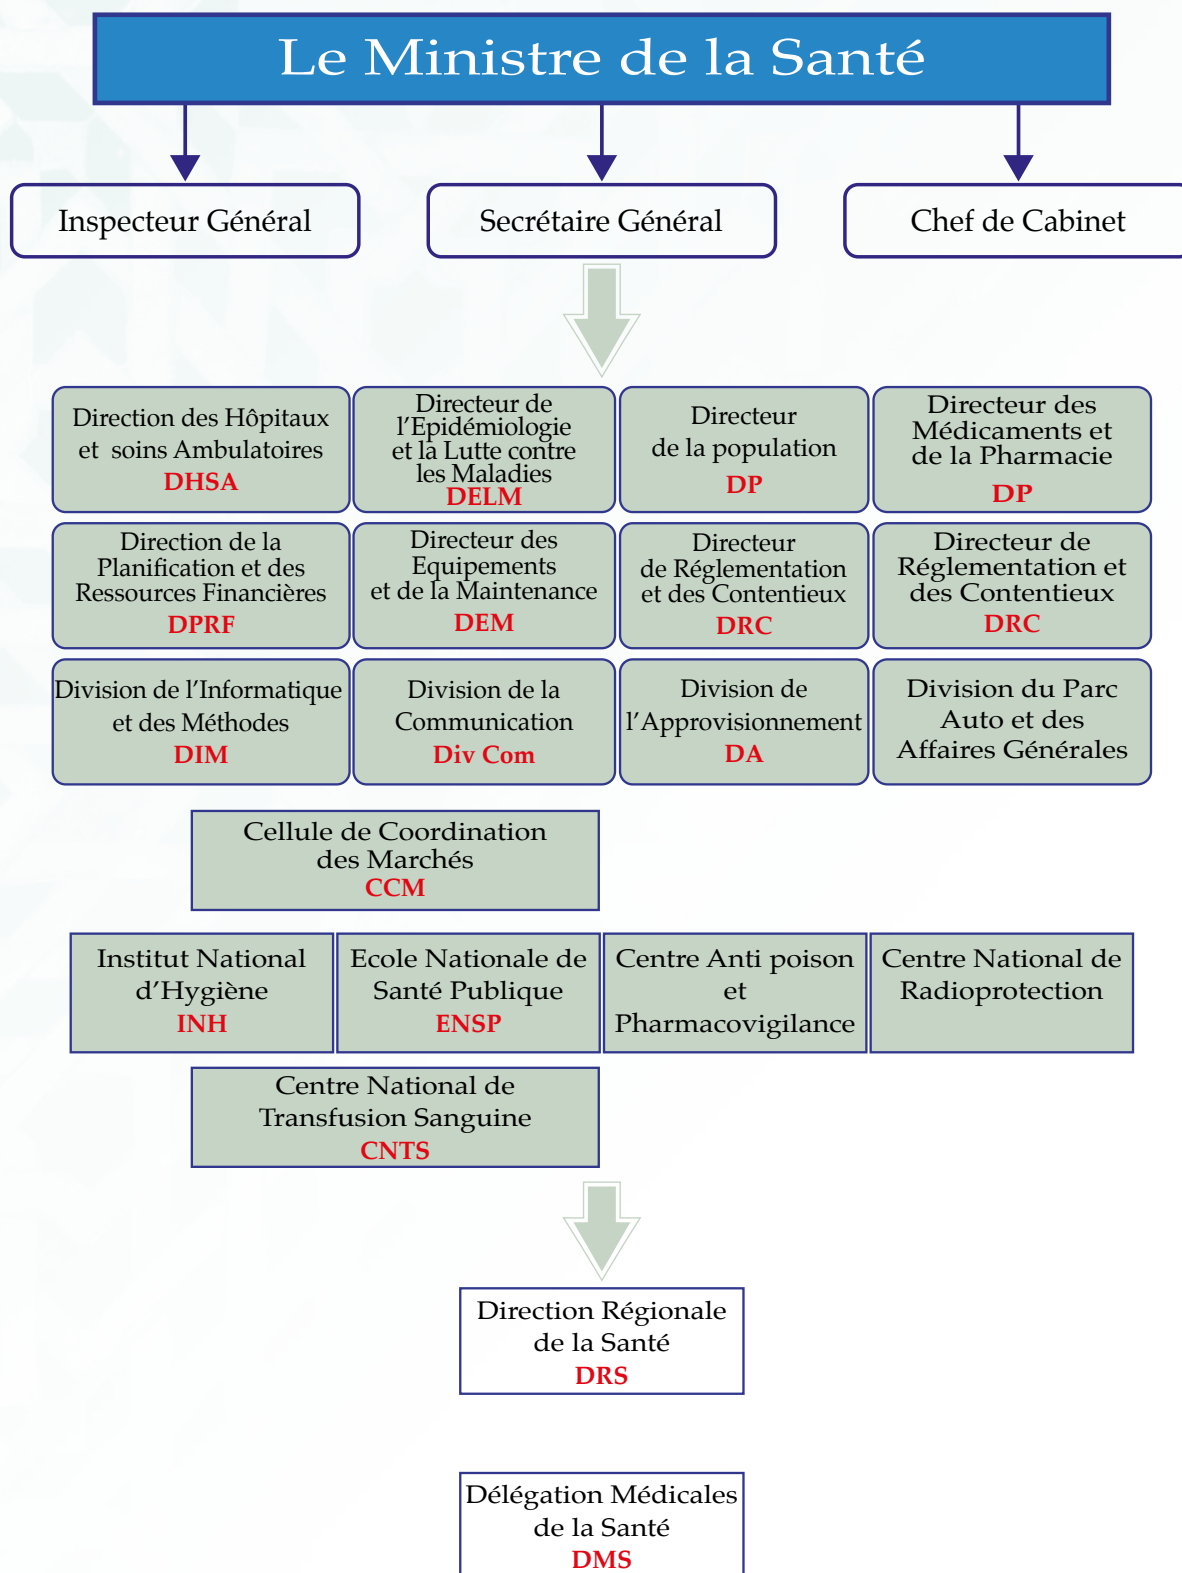 Le Ministre de la Santé
Inspecteur Général
Secrétaire Général
Chef de Cabinet
Direction des Hôpitaux
et soins Ambulatoires
DHSA
Directeur de
l'Epidémiologie
et la Lutte contre
les Maladies
DELM
Directeur
de la population
DP
Directeur des
Médicaments et
de la Pharmacie
DP
Direction de la
Planification et des
Ressources Financières
DPRF
Directeur des
Equipements
et de la Maintenance
DEM
Directeur
de Réglementation
et des Contentieux
DRC
Directeur de
Réglementation et
des Contentieux
DRC
Division de l'Informatique
et des Méthodes
DIM
Division de la
Communication
Div Com
Division de
l'Approvisionnement
DA
Division du Parc
Auto et des
Affaires Générales
Cellule de Coordination
des Marchés
CCM
Institut National
d'Hygiène
INH
Ecole Nationale de
Santé Publique
ENSP
Centre Anti poison
et
Pharmacovigilance
Centre National de
Radioprotection
Centre National de
Transfusion Sanguine
CNTS
Direction Régionale
de la Santé
DRS
Délégation Médicales
de la Santé
DMS